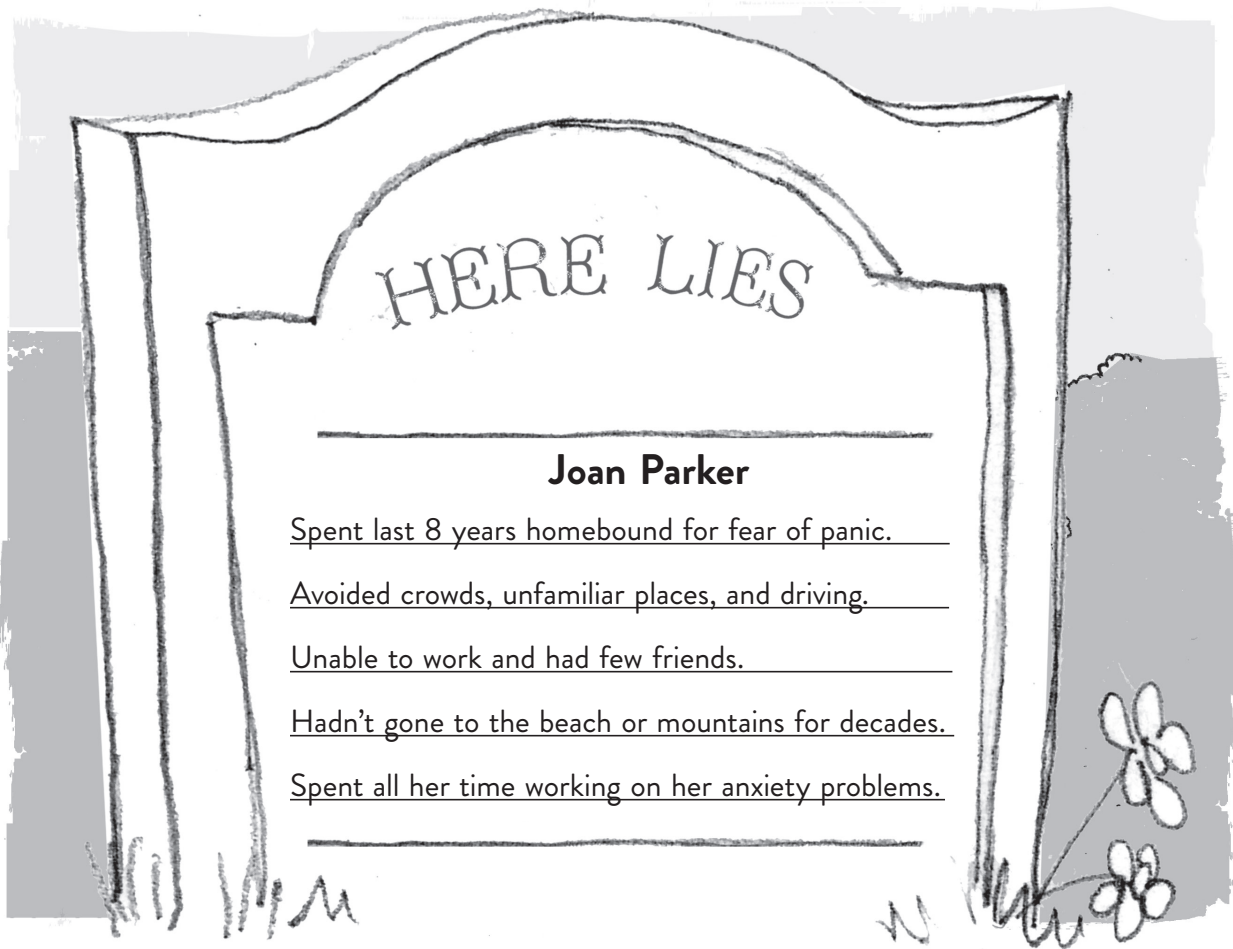 HERE LIES
Joan Parker
Spent last 8 years homebound for fear of panic.
Avoided crowds, unfamiliar places, and driving.
Unable to work and had few friends.
Hadn’t gone to the beach or mountains for decades.
Spent all her time working on her anxiety problems.